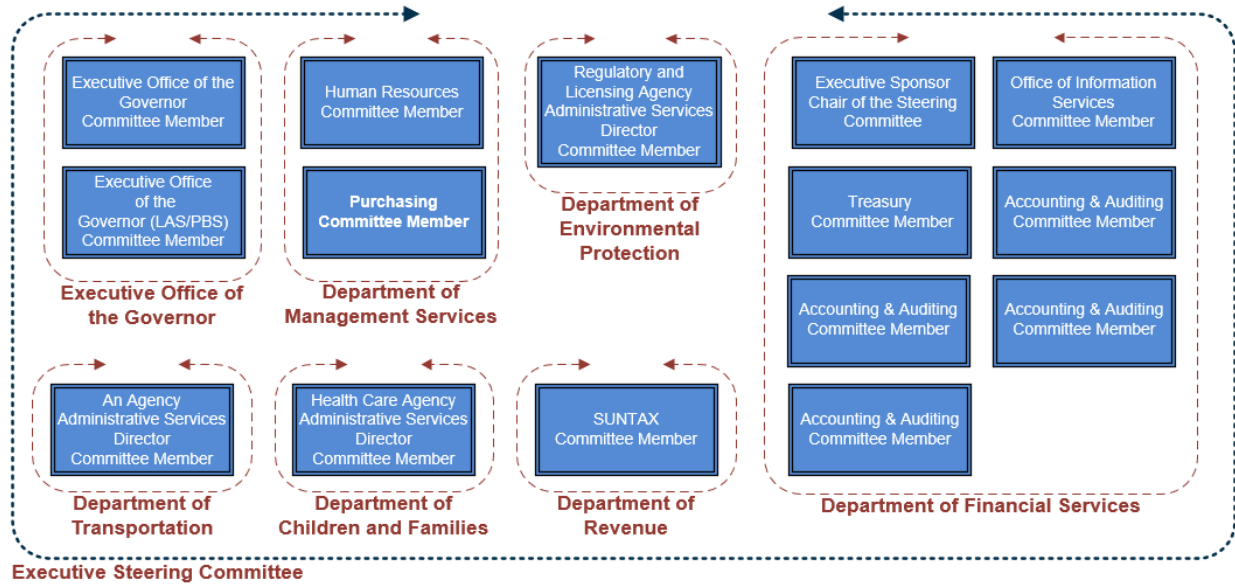 Executive Office of the
Governor
Committee Member
Executive Office
of the
Governor (LAS/PBS)
Committee Member
Executive Office of
the Governor
Human Resources
Committee Member
Purchasing
Committee Member
Department of
Management Services
Regulatory and
Licensing Agency
Administrative Services
Director
Committee Member
Department of
Environmental
Protection
Executive Sponsor
Chair of the Steering
Committee
Office of Information
Services
Committee Member
Treasury
Committee Member
Accounting & Auditing
Committee Member
Accounting & Auditing
Committee Member
Accounting & Auditing
Committee Member
Accounting & Auditing
Committee Member
Department of Financial Services
An Agency
Administrative Services
Director
Committee Member
Department of
Transportation
Health Care Agency
Administrative Services
Director
Committee Member
Department of
Children and Families
SUNTAX
Committee Member
Department of
Revenue
Executive Steering Committee